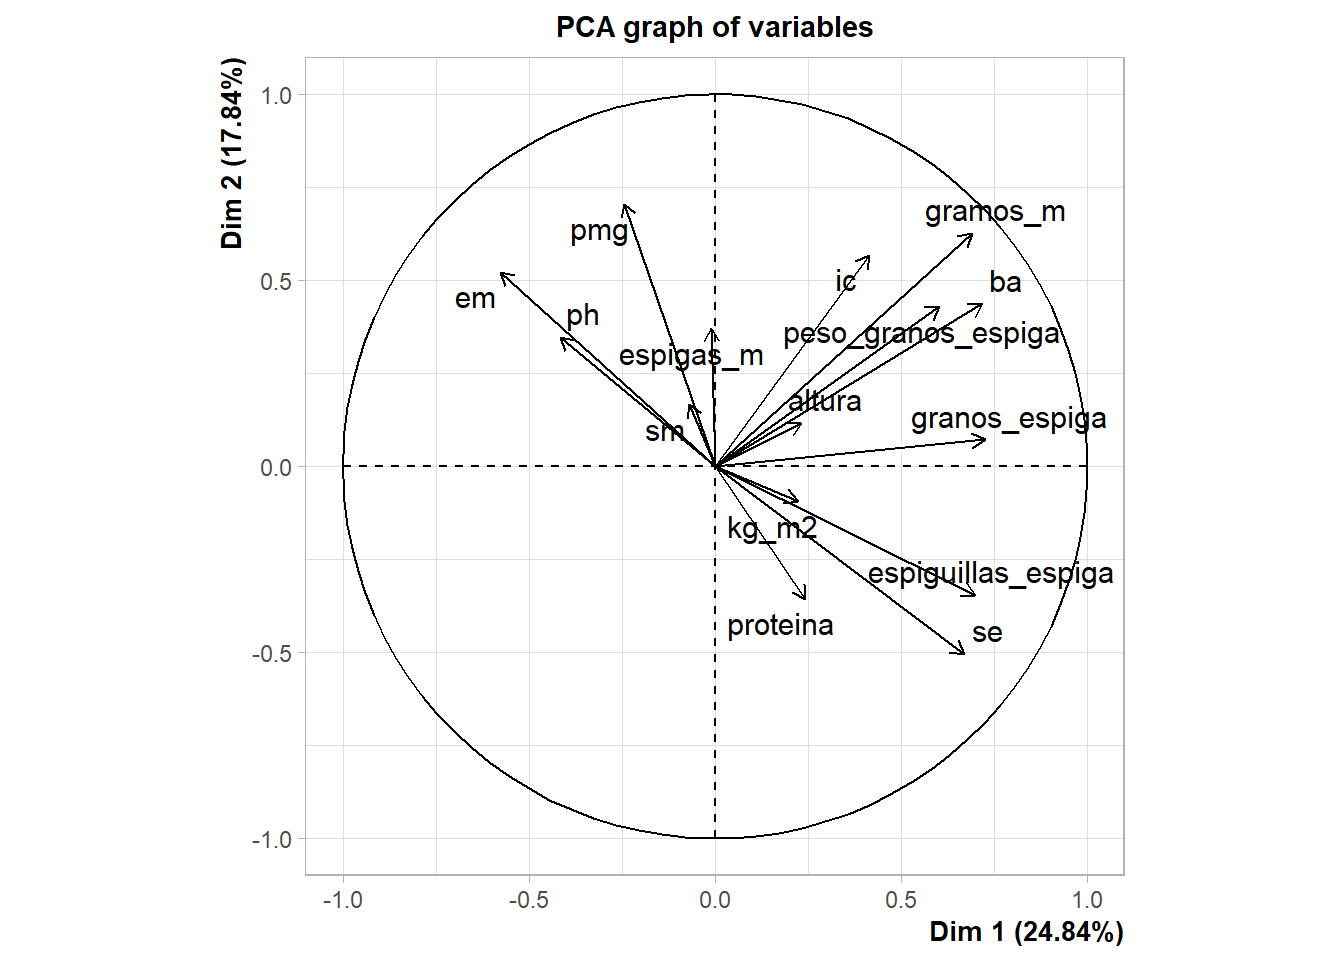 PCA graph of variables
Dim 2 (17.84%)
1.0
0.5
0.0
-0.5
-1.0
gramos_m
pmg
ic
ba
em
ph
peso_granos_espiga
espigas_m
altura
granos_espiga
sm
kg_m2
espiguillas_espiga
proteina
se
-1.0
-0.5
0.0
0.5
1.0
Dim 1 (24.84%)